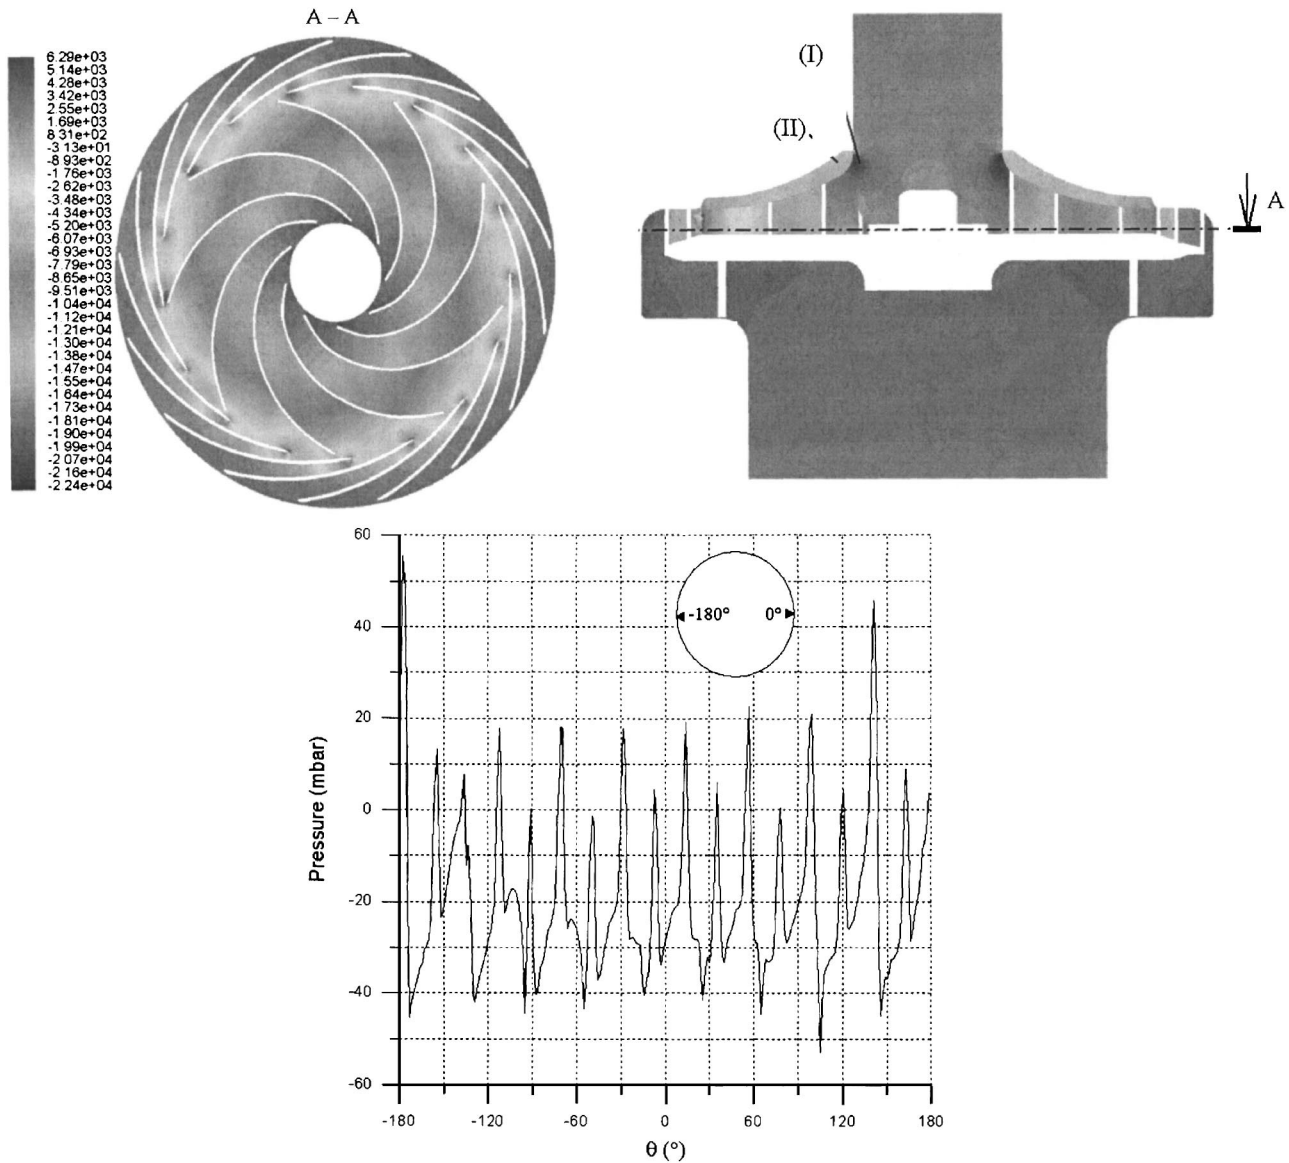 A – A
6.29e+03
5 14e+03
4 28e+03
3 42e+03
2 55e+03
1 69e+03
8 31e+02
-3 13e+01
-8 93e+02
-1 76e+03
-2 62e+03
-3 48e+03
-4 34e+03
-5 20e+03
-6 07e+03
-6 93e+03
-7 79e+03
-8 65e+03
-9 51e+03
-1 04e+04
-1 12e+04
-1 21e+04
-1 30e+04
-1 38e+04
-1 47e+04
-1 55e+04
-1 64e+04
-1 73e+04
-1 81e+04
-1 90e+04
-1 99e+04
-2 07e+04
-2 16e+04
-2 24e+04
(I)
(II)
A
60
40
20
0
-20
-40
-60
Pressure (mbar)
-180°
0°
-180
-120
-60
0
60
120
180
θ (°)